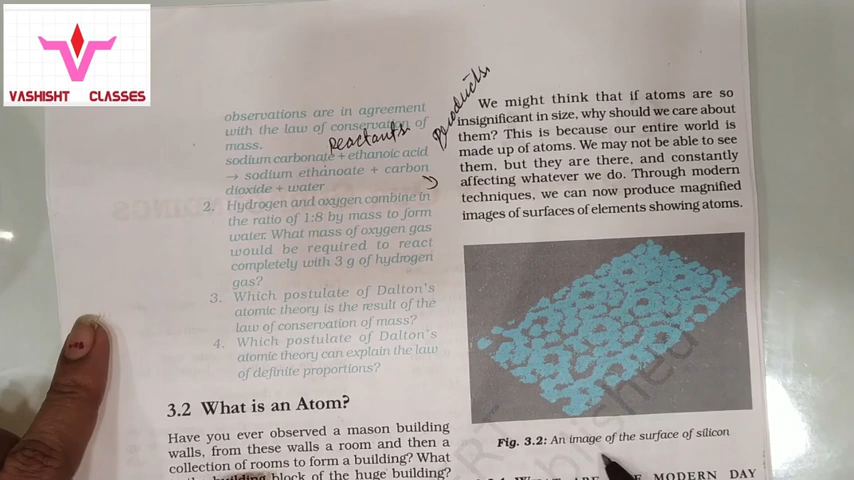 VASHISHT CLASSES
observations are in agreement
with the law of conservation of
mass.
Reactants
Products
sodium carbonate + ethanoic acid
→ sodium ethanoate + carbon
dioxide + water
2. Hydrogen and oxygen combine in
the ratio of 1:8 by mass to form
water. What mass of oxygen gas
would be required to react
completely with 3 g of hydrogen
gas?
3. Which postulate of Dalton's
atomic theory is the result of the
law of conservation of mass?
4. Which postulate of Dalton's
atomic theory can explain the law
of definite proportions?
3.2 What is an Atom?
Have you ever observed a mason building
walls, from these walls a room and then a
collection of rooms to form a building? What
building block of the huge building?
We might think that if atoms are so
insignificant in size, why should we care about
them? This is because our entire world is
made up of atoms. We may not be able to see
them, but they are there, and constantly
affecting whatever we do. Through modern
techniques, we can now produce magnified
images of surfaces of elements showing atoms.
Fig. 3.2: An image of the surface of silicon
MODERN DAY